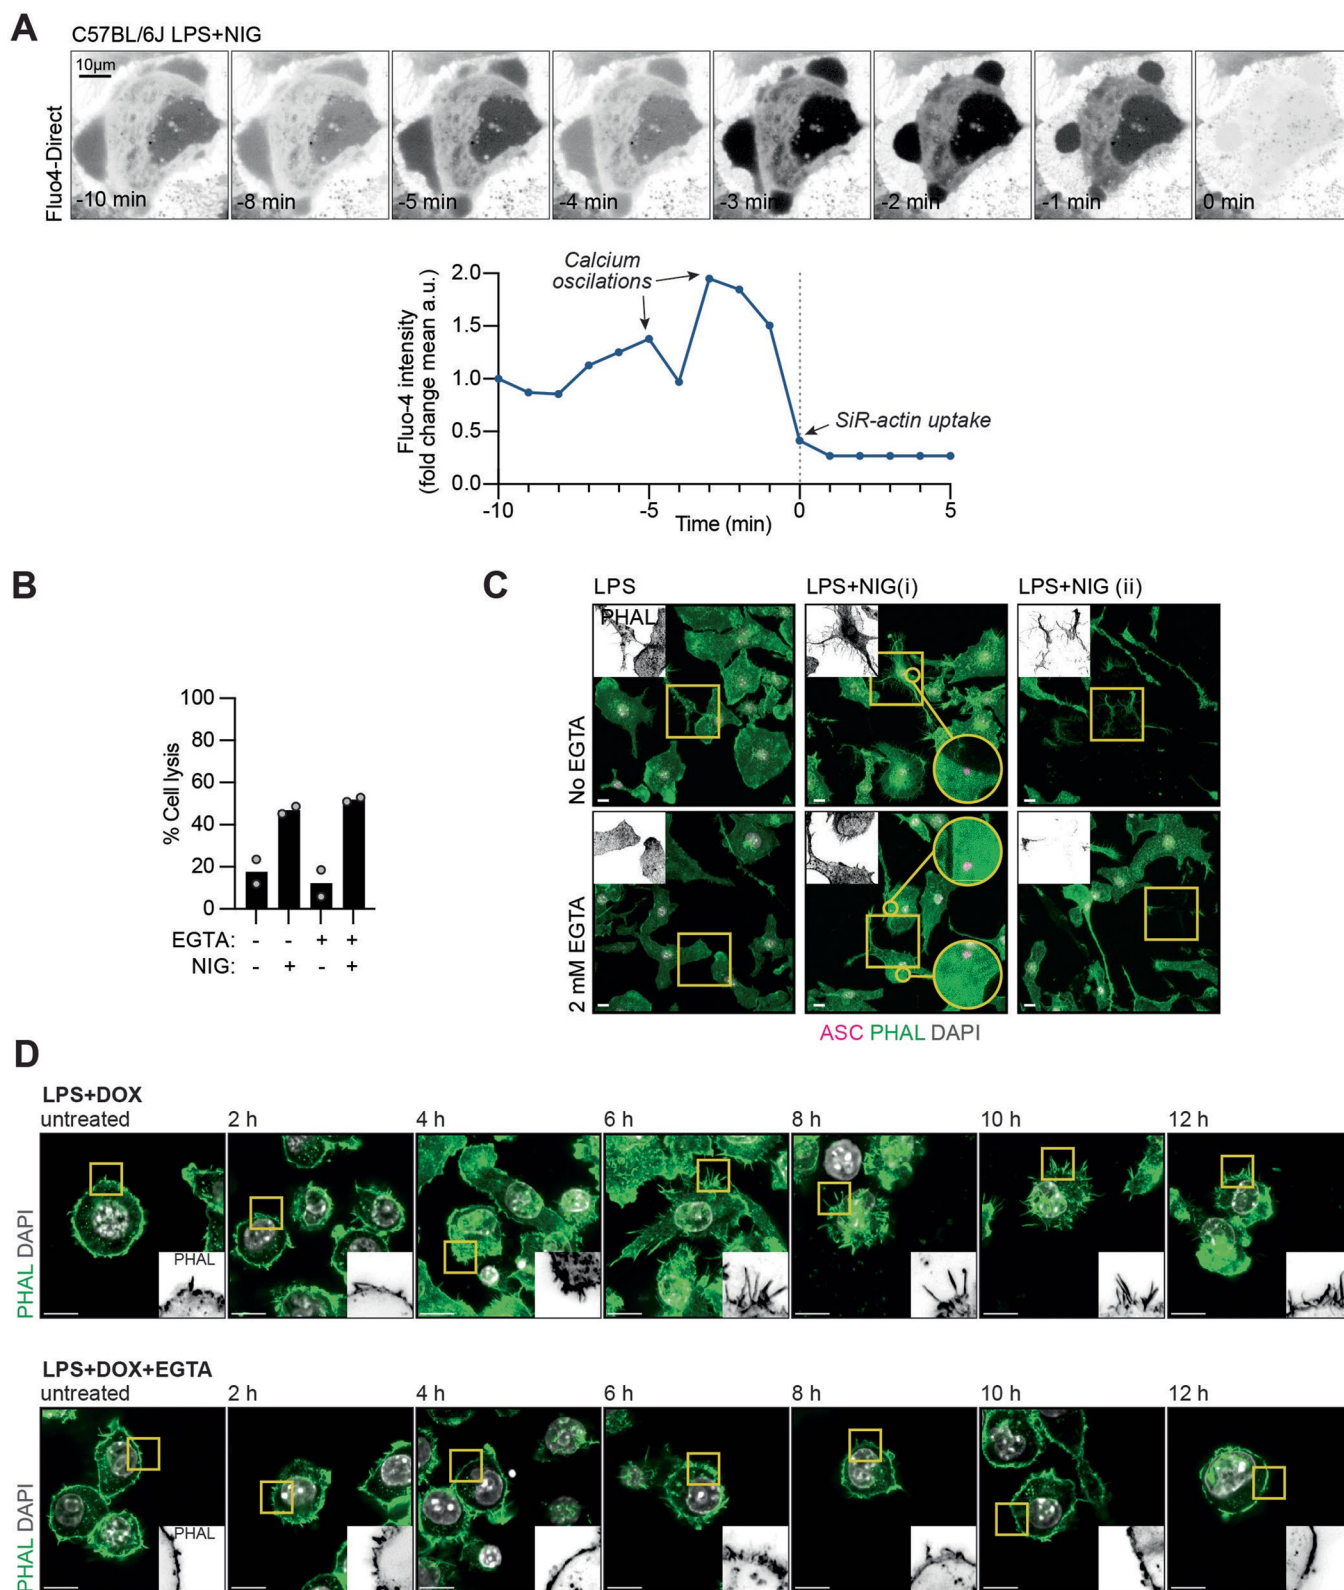 A
C57BL/6J LPS+NIG
10µm
Fluo4-Direct
-10 min
-8 min
-5 min
-4 min
-3 min
-2 min
-1 min
0 min
Calcium
oscilations
2.0
1.5
1.0
0.5
0.0
Fluo-4 intensity
(fold change mean a.u.)
SiR-actin uptake
-10
-5
0
5
Time (min)
B
100
80
60
40
20
0
% Cell lysis
EGTA: - - + +
NIG: - + - +
C
LPS
LPS+NIG(i)
LPS+NIG (ii)
PHAL
No EGTA
2 mM EGTA
ASC PHAL DAPI
D
LPS+DOX
untreated
2 h
4 h
6 h
8 h
10 h
12 h
PHAL DAPI
PHAL
LPS+DOX+EGTA
untreated
2 h
4 h
6 h
8 h
10 h
12 h
PHAL DAPI
PHAL